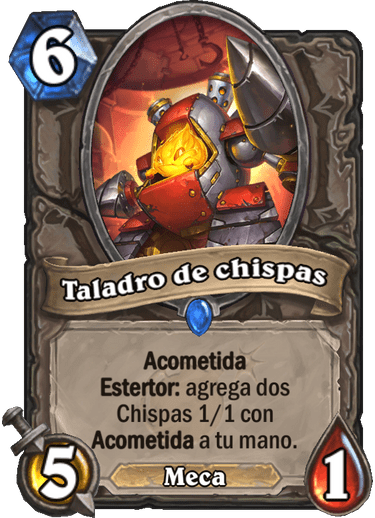 6
Taladro de chispas
Acometida
Estertor: agrega dos
Chispas 1/1 con
Acometida a tu mano.
5
Meca
1